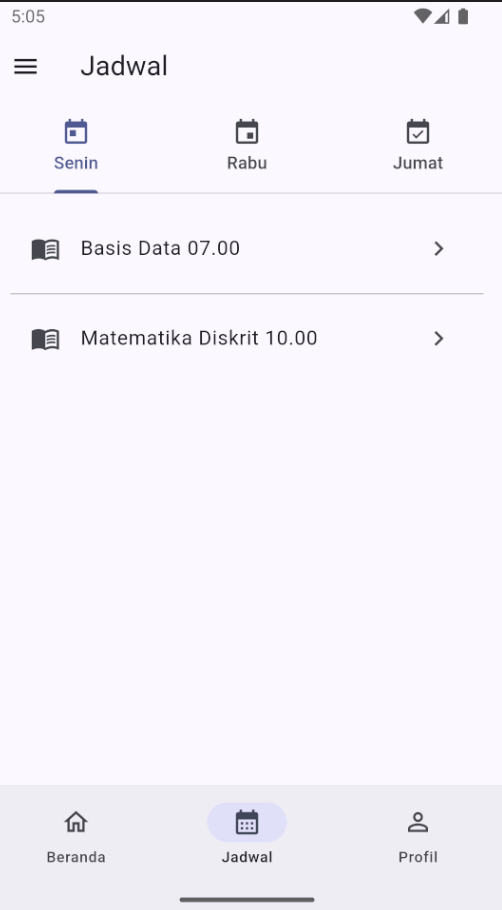 5:05
Jadwal
Senin
Rabu
Jumat
Basis Data 07.00
Matematika Diskrit 10.00
Beranda
Jadwal
Profil